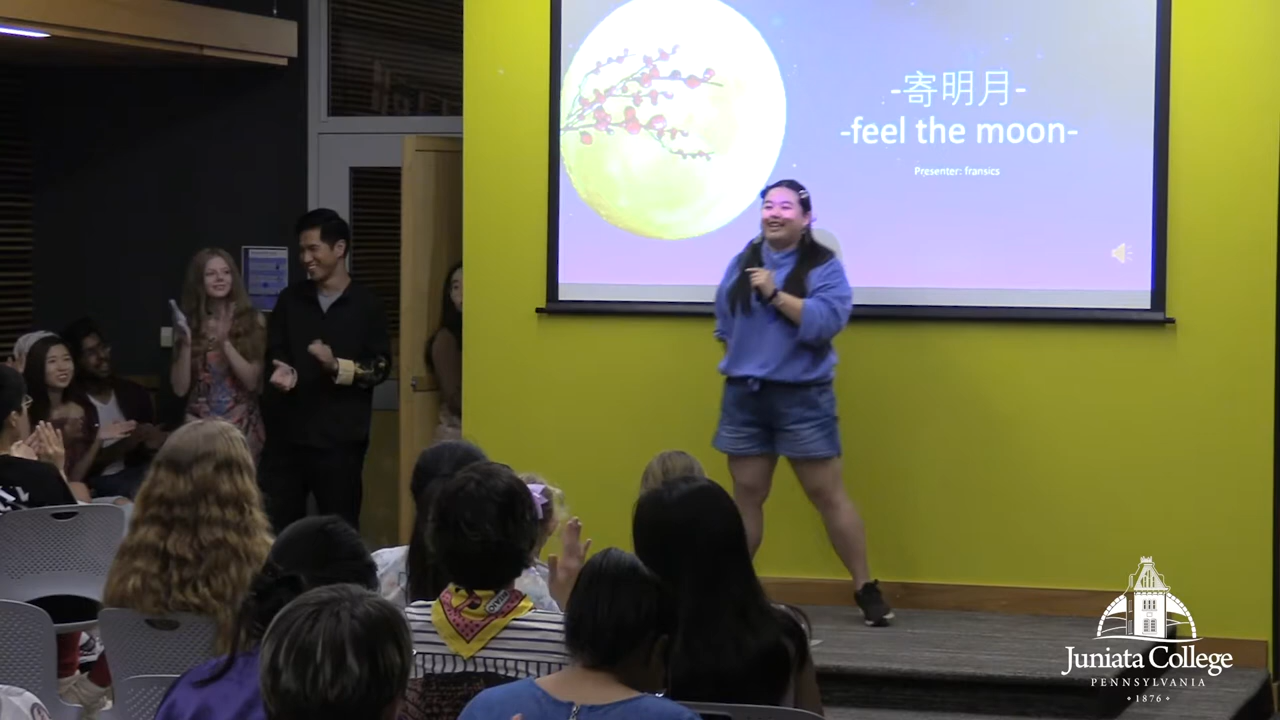 -寄明月-
-feel the moon-
Presenter: fransics
Juniata College
PENNSYLVANIA
· 1876 ·